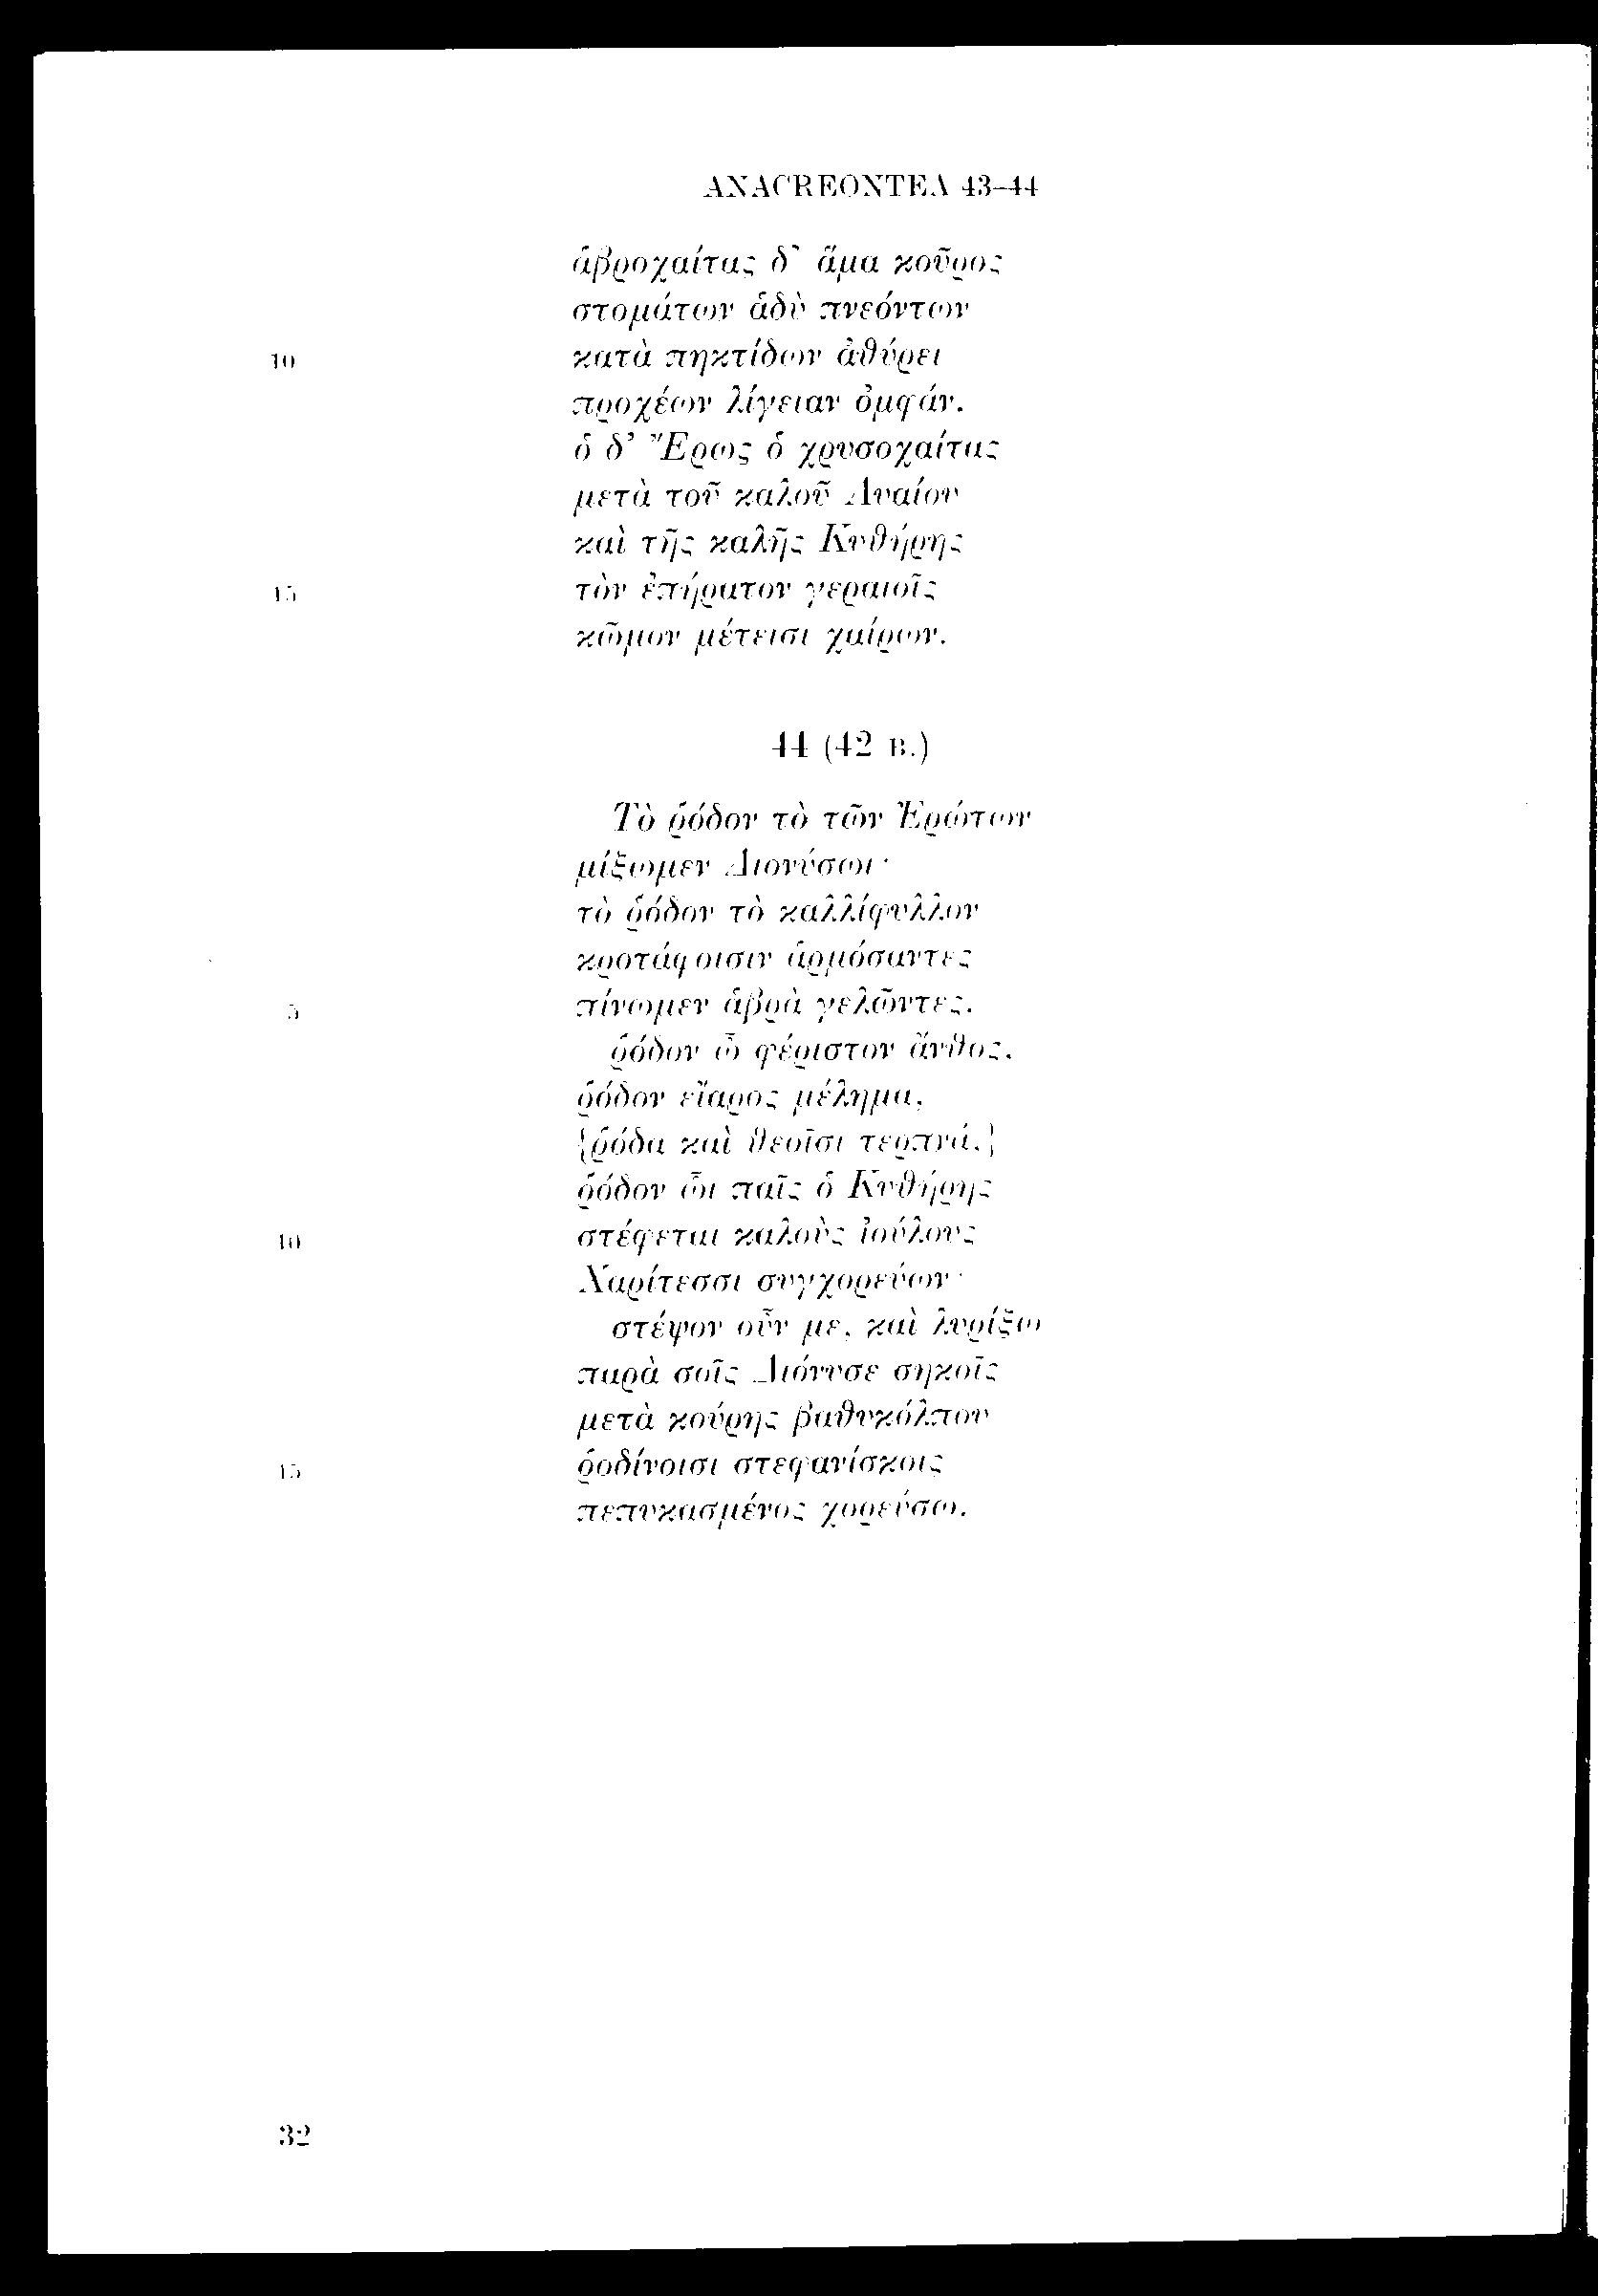 ANACREONTEA 43-44
ἁβροχαίτας δ' ἅμα κοῦρος
στομάτων ἁδὺ πνεόντων
10 κατὰ πηκτίδων ἀθύρει
προχέων λίγειαν ὀμφάν.
ὁ δ' Ἔρως ὁ χρυσοχαίτας
μετὰ τοῦ καλοῦ Λυαίου
καὶ τῆς καλῆς Κυθήρης
15 τὸν ἐπήρατον γεραιοῖς
κῶμον μέτεισι χαίρων.
44 (42 B.)
Τὸ ῥόδον τὸ τῶν Ἐρώτων
μίξωμεν Διονύσωι·
τὸ ῥόδον τὸ καλλίφυλλον
κροτάφοισιν ἁρμόσαντες
5 πίνωμεν ἁβρὰ γελῶντες.
ῥόδον ὦ φέριστον ἄνθος,
ῥόδον εἴαρος μέλημα,
{ῥόδα καὶ θεοῖσι τερπνά,}
ῥόδον ὧι παῖς ὁ Κυθήρης
10 στέφεται καλοὺς ἰούλους
Χαρίτεσσι συγχορεύων·
στέψον οὖν με, καὶ λυρίξω
παρὰ σοῖς Διόνυσε σηκοῖς
μετὰ κούρης βαθυκόλπου
15 ῥοδίνοισι στεφανίσκοις
πεπυκασμένος χορεύσω.
32